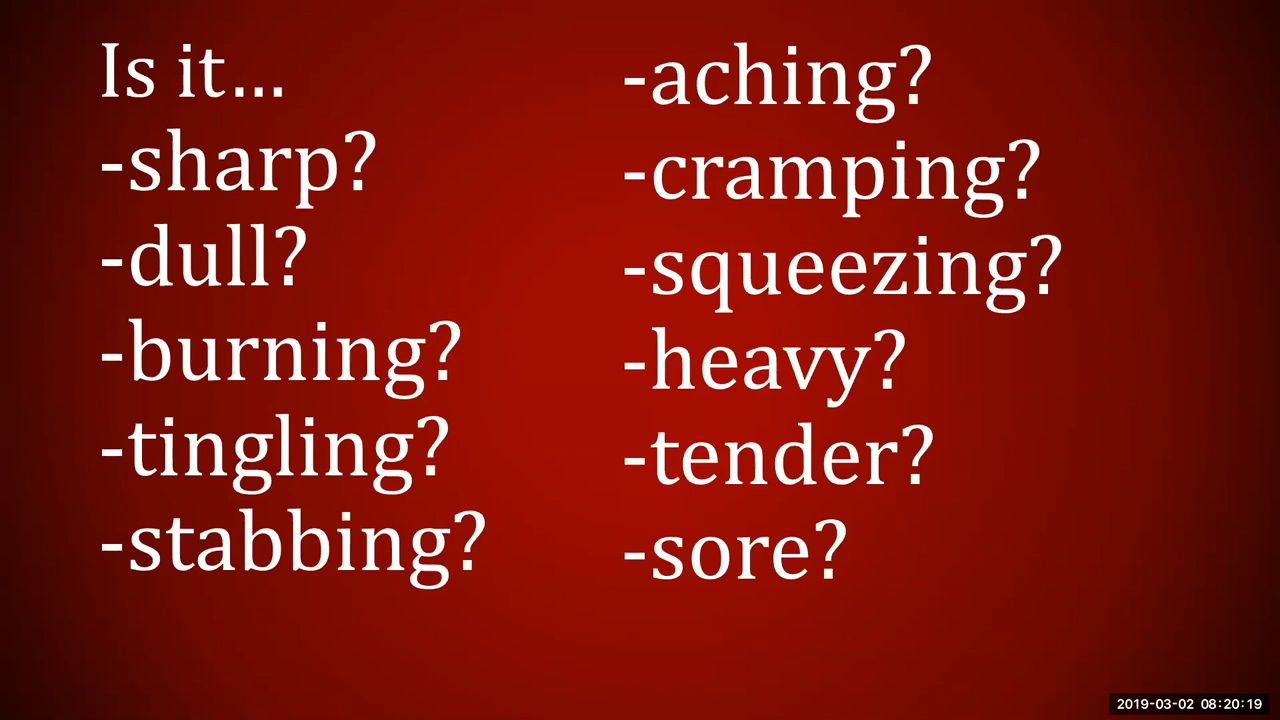 Is it…
-sharp?
-dull?
-burning?
-tingling?
-stabbing?
-aching?
-cramping?
-squeezing?
-heavy?
-tender?
-sore?
2019-03-02 08:20:19